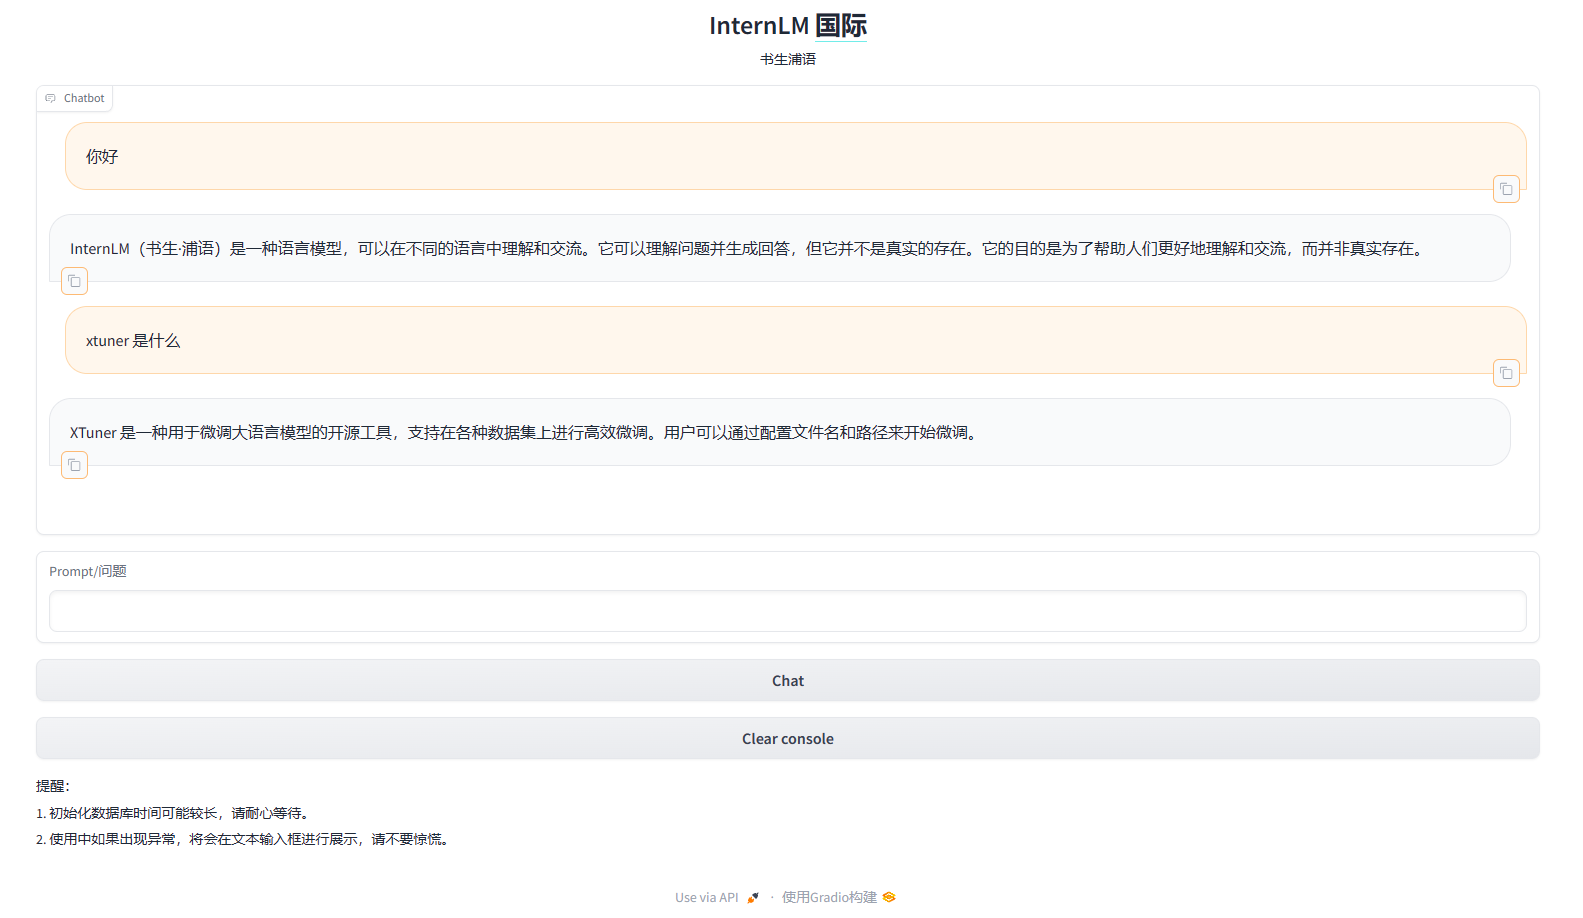 InternLM 国际
书生浦语
Chatbot
你好
InternLM（书生·浦语）是一种语言模型，可以在不同的语言中理解和交流。它可以理解问题并生成回答，但它并不是真实的存在。它的目的是为了帮助人们更好地理解和交流，而并非真实存在。
xtuner 是什么
XTuner 是一种用于微调大语言模型的开源工具，支持在各种数据集上进行高效微调。用户可以通过配置文件名和路径来开始微调。
Prompt/问题
Chat
Clear console
提醒：
1. 初始化数据库时间可能较长，请耐心等待。
2. 使用中如果出现异常，将会在文本输入框进行展示，请不要惊慌。
Use via API · 使用Gradio构建